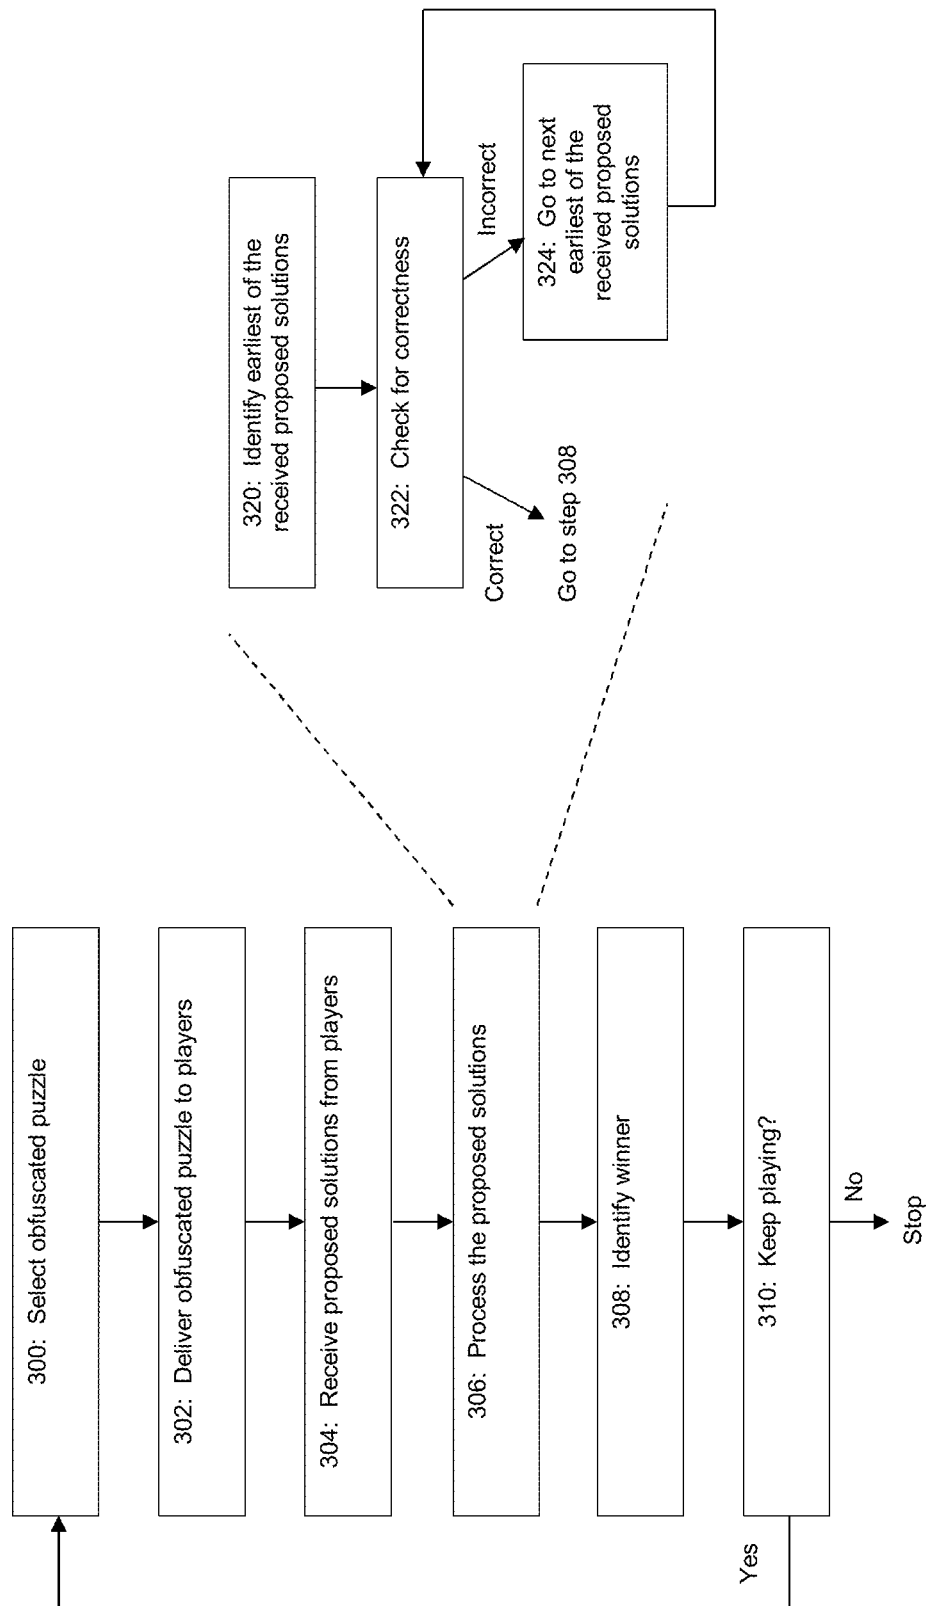 300:  Select obfuscated puzzle
302:  Deliver obfuscated puzzle to players
304:  Receive proposed solutions from players
306:  Process the proposed solutions
308:  Identify winner
310:  Keep playing?
Yes
No
Stop
320:  Identify earliest of the
received proposed solutions
322:  Check for correctness
Correct
Incorrect
Go to step 308
324:  Go to next
earliest of the
received proposed
solutions